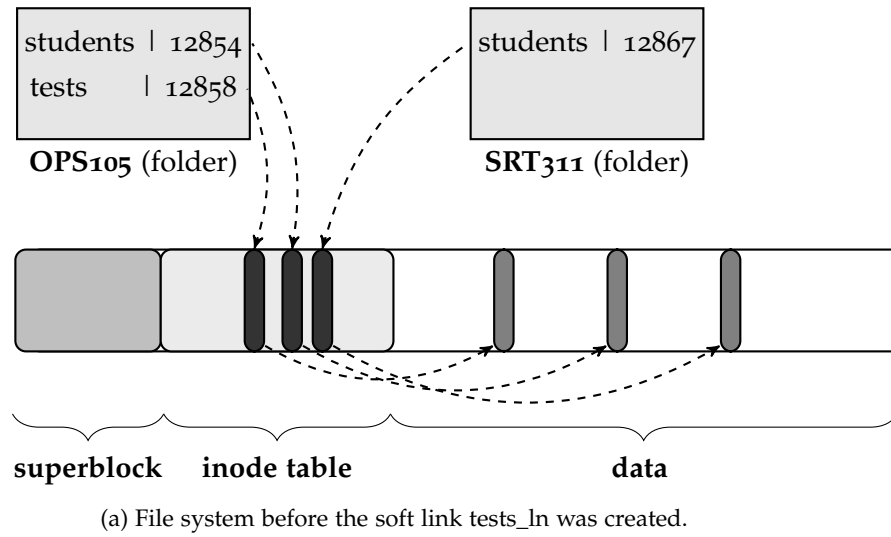 students | 12854
tests | 12858
OPS105 (folder)
students | 12867
SRT311 (folder)
superblock inode table data
(a) File system before the soft link tests_ln was created.